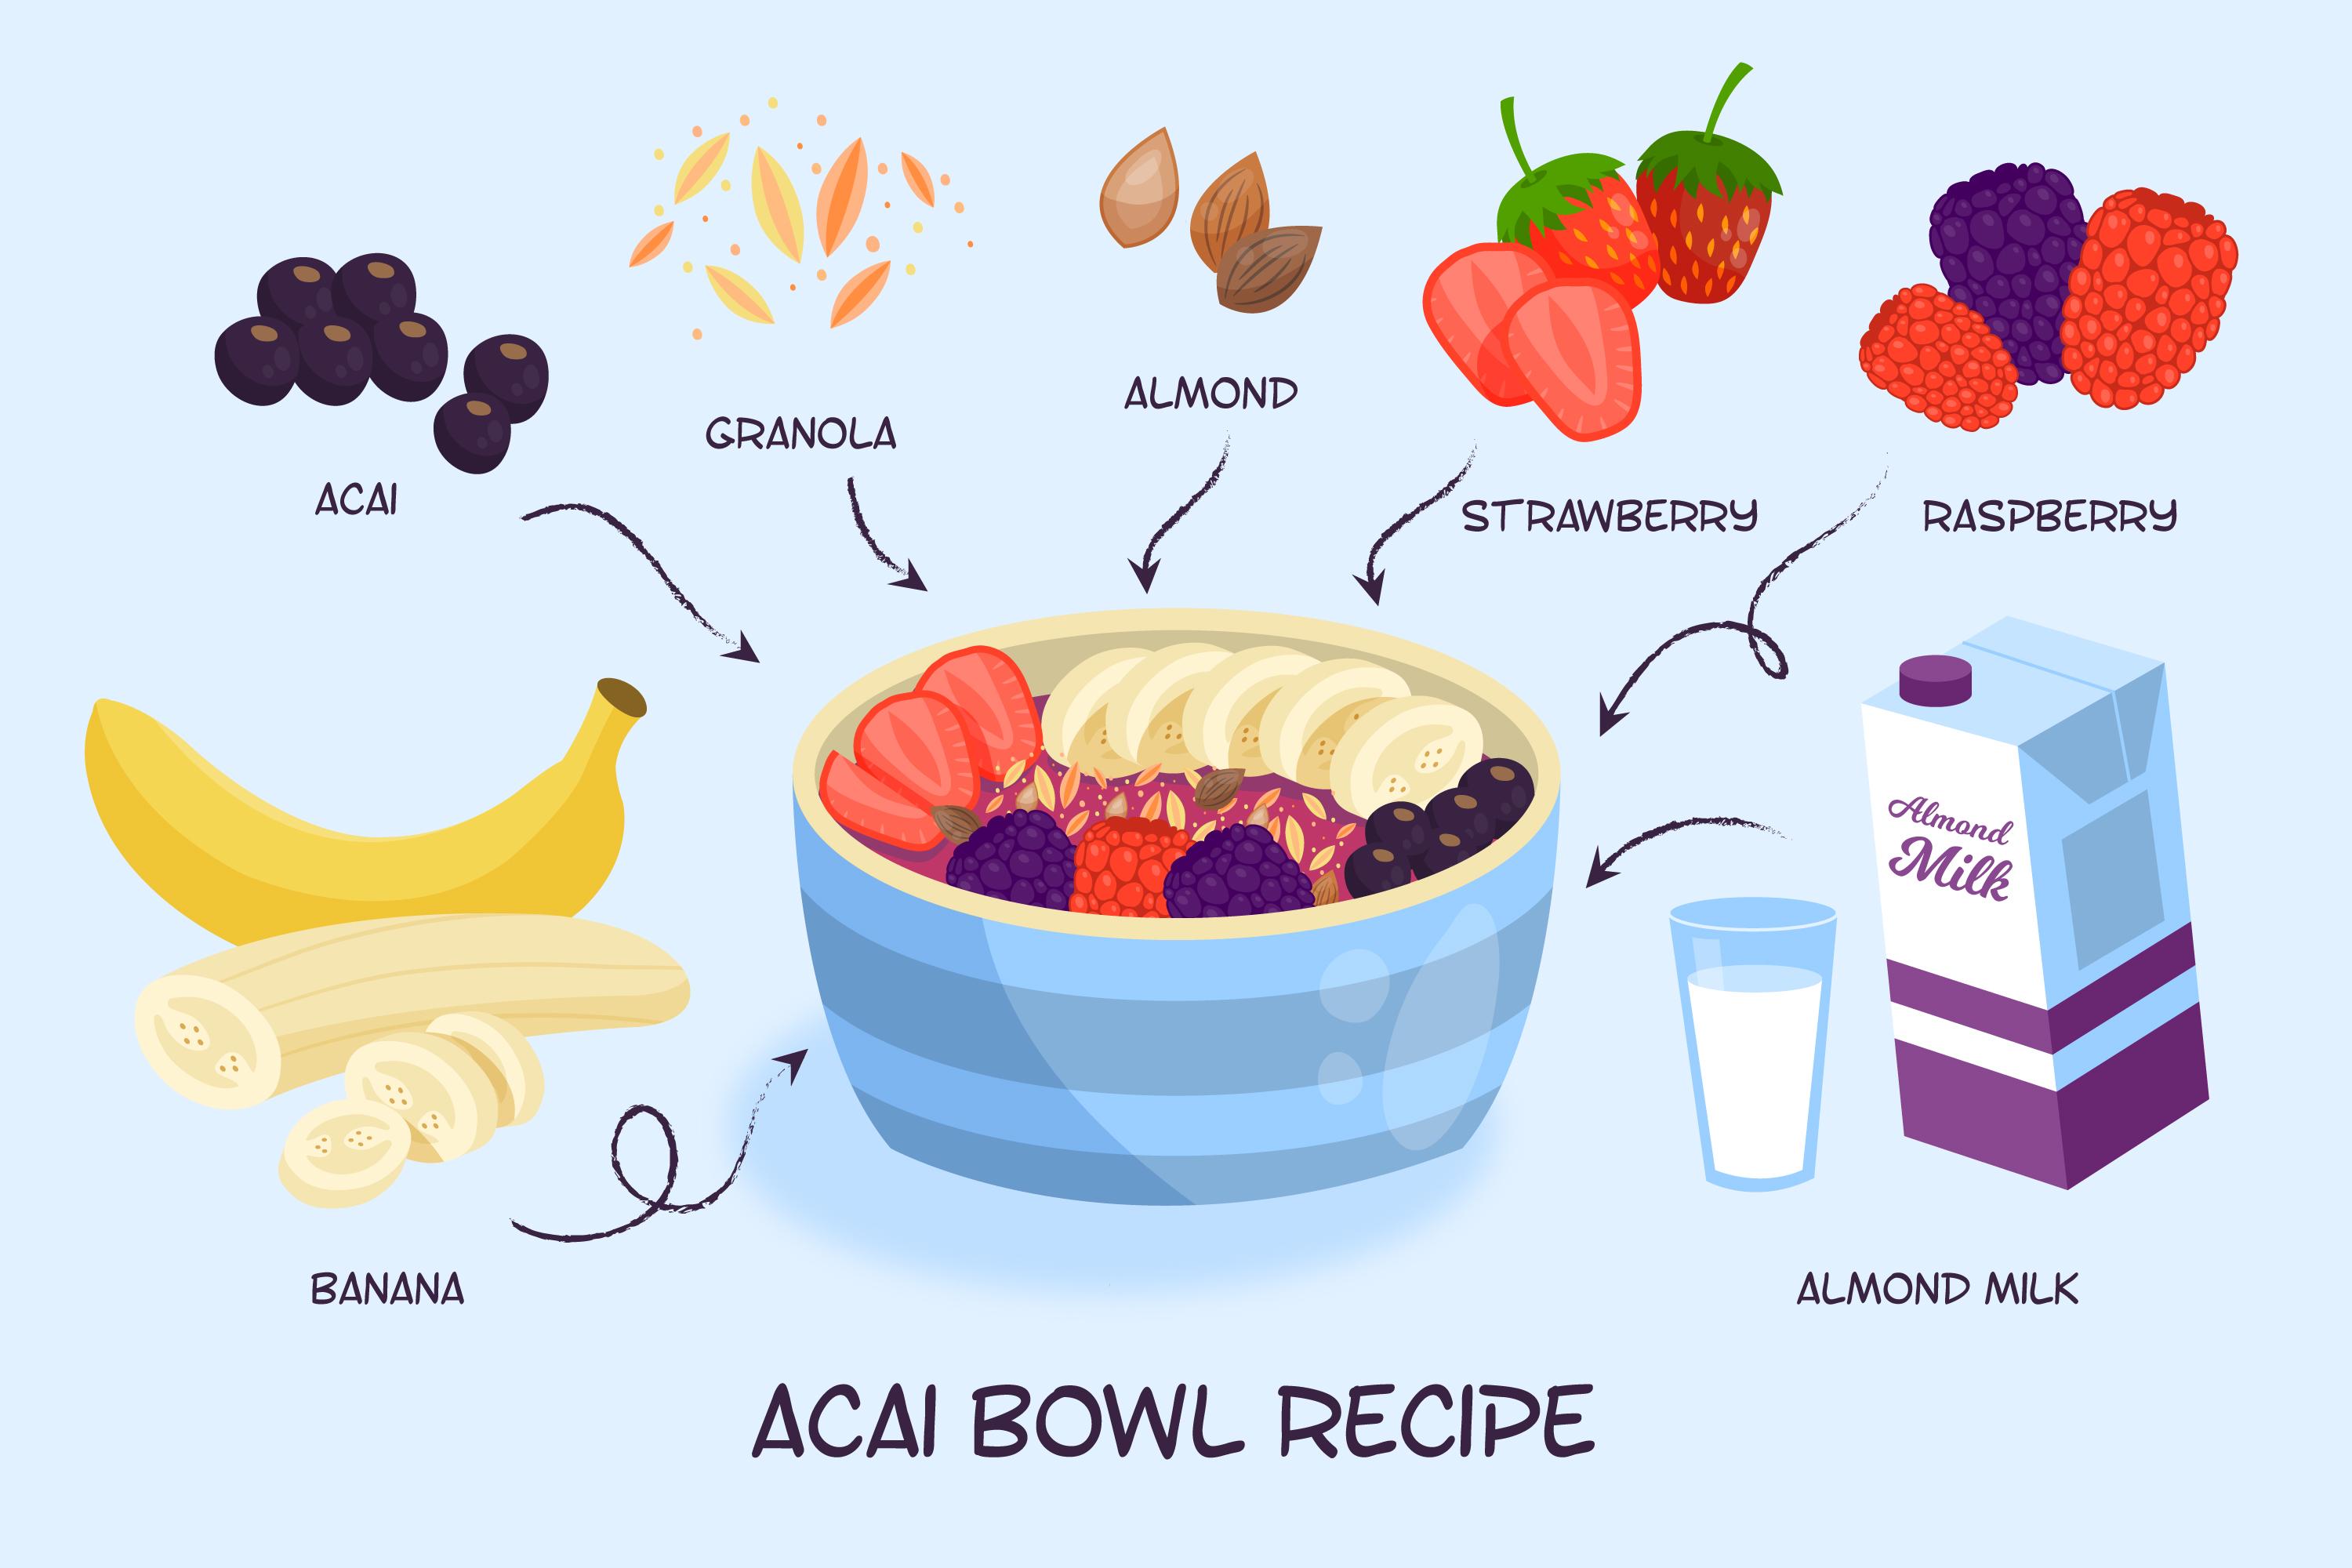 ALMOND
GRANOLA
ACAI
STRAWBERRY
RASPBERRY
Almond
Milk
BANANA
ALMOND MILK
ACAI BOWL RECIPE